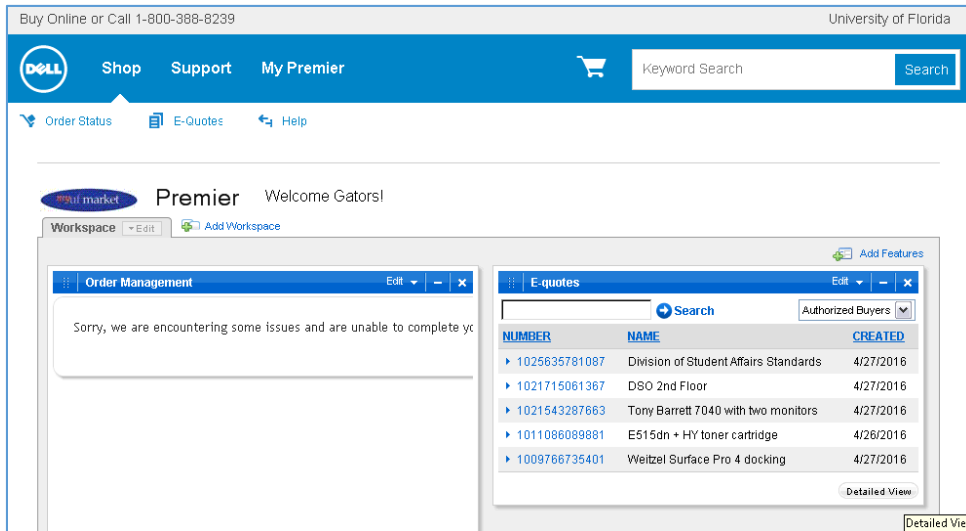 Buy Online or Call 1-800-388-8239 University of Florida
DELL Shop Support My Premier Keyword Search Search
Order Status E-Quotes Help
myuf market Premier Welcome Gators!
Workspace Edit Add Workspace
Add Features
Order Management Edit
Sorry, we are encountering some issues and are unable to complete yo
E-quotes Edit
Search Authorized Buyers
NUMBER NAME CREATED
1025635781087 Division of Student Affairs Standards 4/27/2016
1021715061367 DSO 2nd Floor 4/27/2016
1021543287663 Tony Barrett 7040 with two monitors 4/27/2016
1011086089881 E515dn + HY toner cartridge 4/26/2016
1009766735401 Weitzel Surface Pro 4 docking 4/27/2016
Detailed View
Detailed Vie